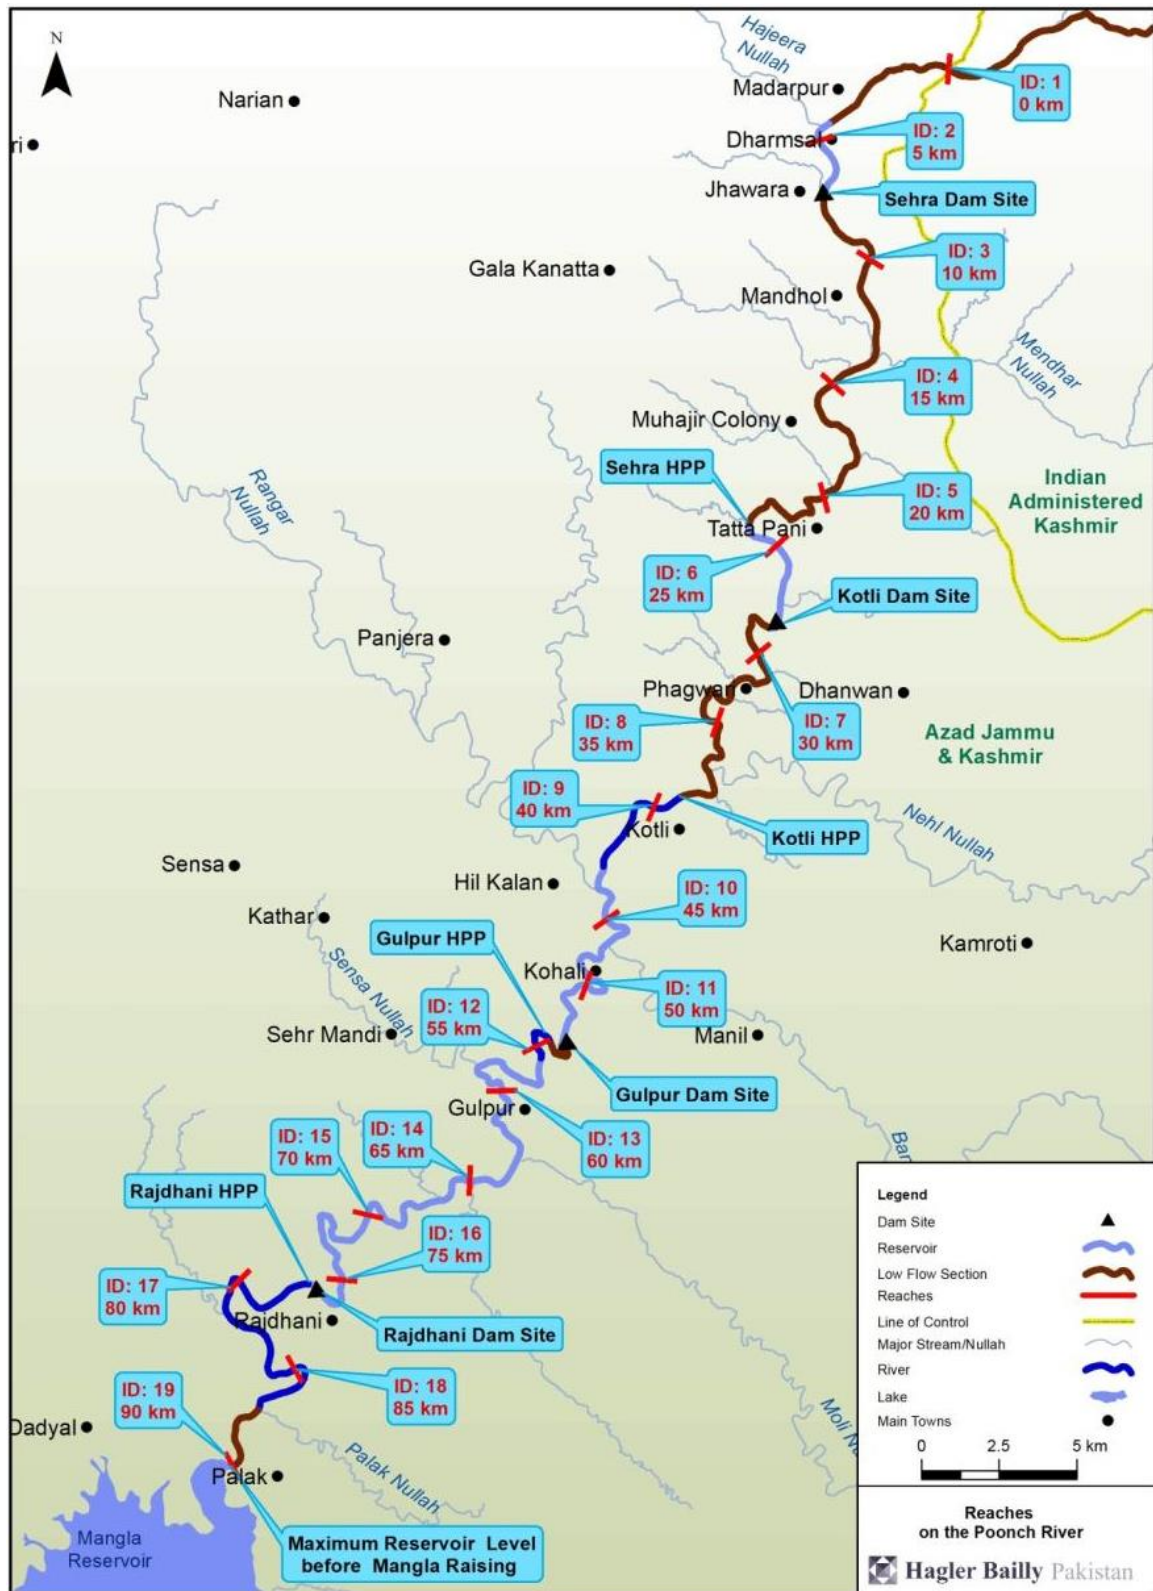 N
Hajeera
Nullah
Madarpur
Narian
ID: 1
0 km
ri
Dharmsal
ID: 2
5 km
Jhawara
Sehra Dam Site
Gala Kanatta
ID: 3
10 km
Mandhol
Mendhar
Nullah
ID: 4
15 km
Muhajir Colony
Sehra HPP
Rangar
Nullah
ID: 5
20 km
Indian
Administered
Kashmir
Tatta Pani
ID: 6
25 km
Kotli Dam Site
Panjera
Phagwari
Dhanwan
ID: 8
35 km
ID: 7
30 km
Azad Jammu
& Kashmir
ID: 9
40 km
Kotli
Kotli HPP
Nehl Nullah
Sensa
Hil Kalan
ID: 10
45 km
Kathar
Gulpur HPP
Kamroti
Sensa Nullah
Kohali
ID: 11
50 km
ID: 12
55 km
Sehr Mandi
Manil
Gulpur Dam Site
Gulpur
ID: 13
60 km
ID: 14
65 km
ID: 15
70 km
Ban
Rajdhani HPP
ID: 16
75 km
ID: 17
80 km
Rajdhani
Rajdhani Dam Site
ID: 18
85 km
ID: 19
90 km
Dadyal
Moli Nu
Palak Nullah
Palak
Mangla
Reservoir
Maximum Reservoir Level
before Mangla Raising
Legend
Dam Site
Reservoir
Low Flow Section
Reaches
Line of Control
Major Stream/Nullah
River
Lake
Main Towns
0 2.5 5 km
Reaches
on the Poonch River
Hagler Bailly Pakistan